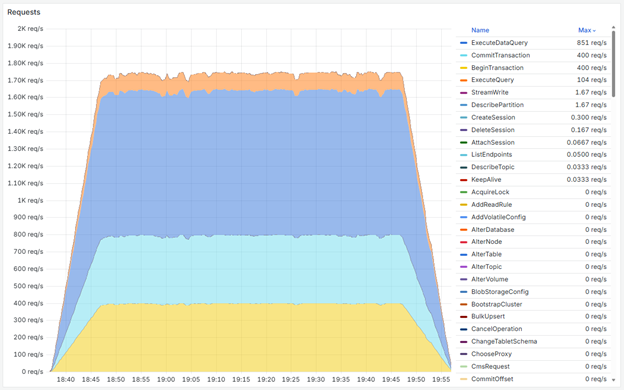 Requests
2K req/s
1.90K req/s
1.80K req/s
1.70K req/s
1.60K req/s
1.50K req/s
1.40K req/s
1.30K req/s
1.20K req/s
1.10K req/s
1K req/s
900 req/s
800 req/s
700 req/s
600 req/s
500 req/s
400 req/s
300 req/s
200 req/s
100 req/s
0 req/s
18:40 18:45 18:50 18:55 19:00 19:05 19:10 19:15 19:20 19:25 19:30 19:35 19:40 19:45 19:50 19:55
Name Max
ExecuteDataQuery 851 req/s
CommitTransaction 400 req/s
BeginTransaction 400 req/s
ExecuteQuery 104 req/s
StreamWrite 1.67 req/s
DescribePartition 1.67 req/s
CreateSession 0.300 req/s
DeleteSession 0.167 req/s
AttachSession 0.0667 req/s
ListEndpoints 0.0500 req/s
DescribeTopic 0.0333 req/s
KeepAlive 0.0333 req/s
AcquireLock 0 req/s
AddReadRule 0 req/s
AddVolatileConfig 0 req/s
AlterDatabase 0 req/s
AlterNode 0 req/s
AlterTable 0 req/s
AlterTopic 0 req/s
AlterVolume 0 req/s
BlobStorageConfig 0 req/s
BootstrapCluster 0 req/s
BulkUpsert 0 req/s
CancelOperation 0 req/s
ChangeTabletSchema 0 req/s
ChooseProxy 0 req/s
CmsRequest 0 req/s
CommitOffset 0 req/s